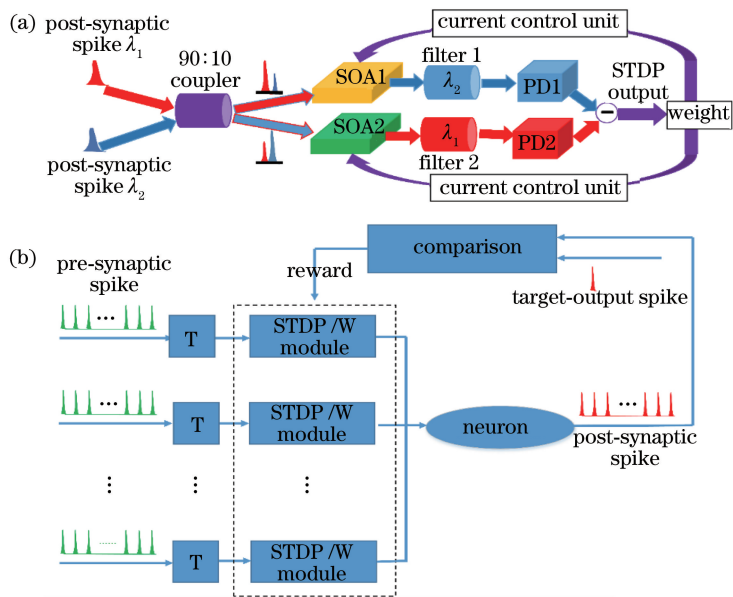 (a)
post-synaptic
spike λ1
90:10
coupler
post-synaptic
spike λ2
current control unit
SOA1
filter 1
λ2
PD1
STDP
output
SOA2
λ1
filter 2
PD2
−
weight
current control unit
(b)
pre-synaptic
spike
comparison
reward
target-output spike
...
T
STDP /W
module
...
T
STDP /W
module
neuron
...
post-synaptic
spike
⋮
⋮
⋮
......
T
STDP /W
module